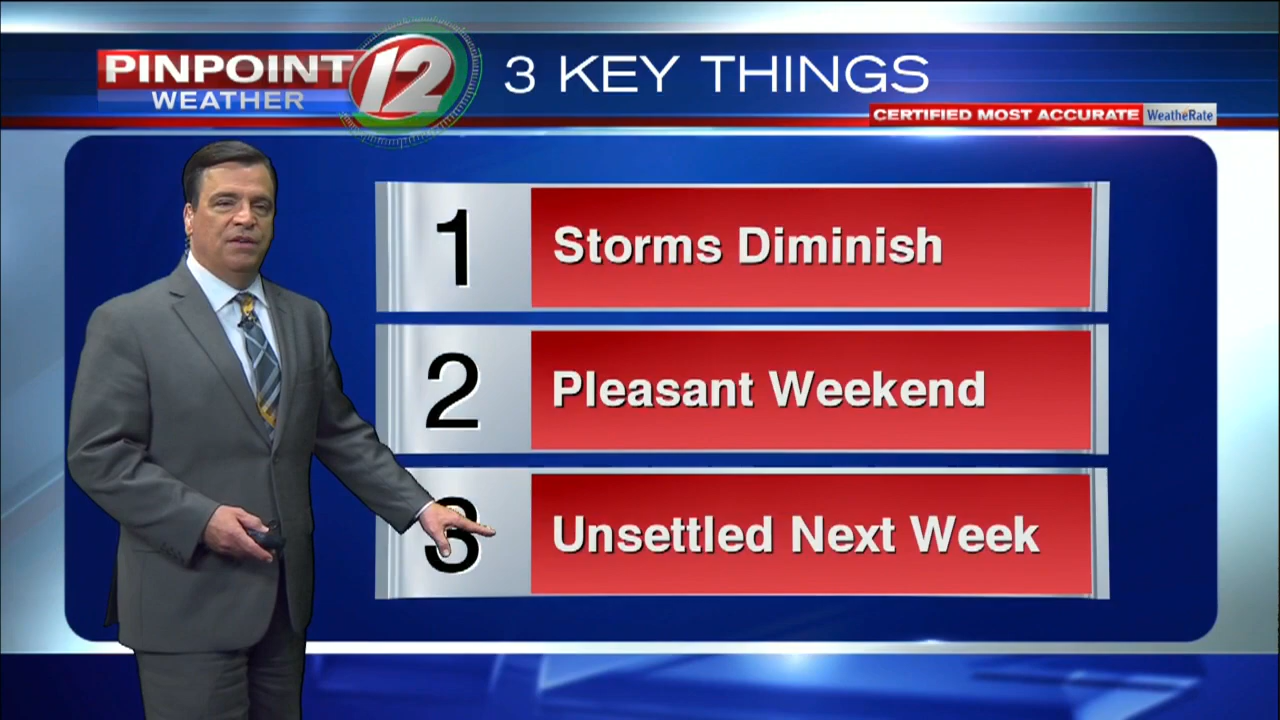 PINPOINT 12
WEATHER
3 KEY THINGS
CERTIFIED MOST ACCURATE WeatheRate
1 Storms Diminish
2 Pleasant Weekend
3 Unsettled Next Week